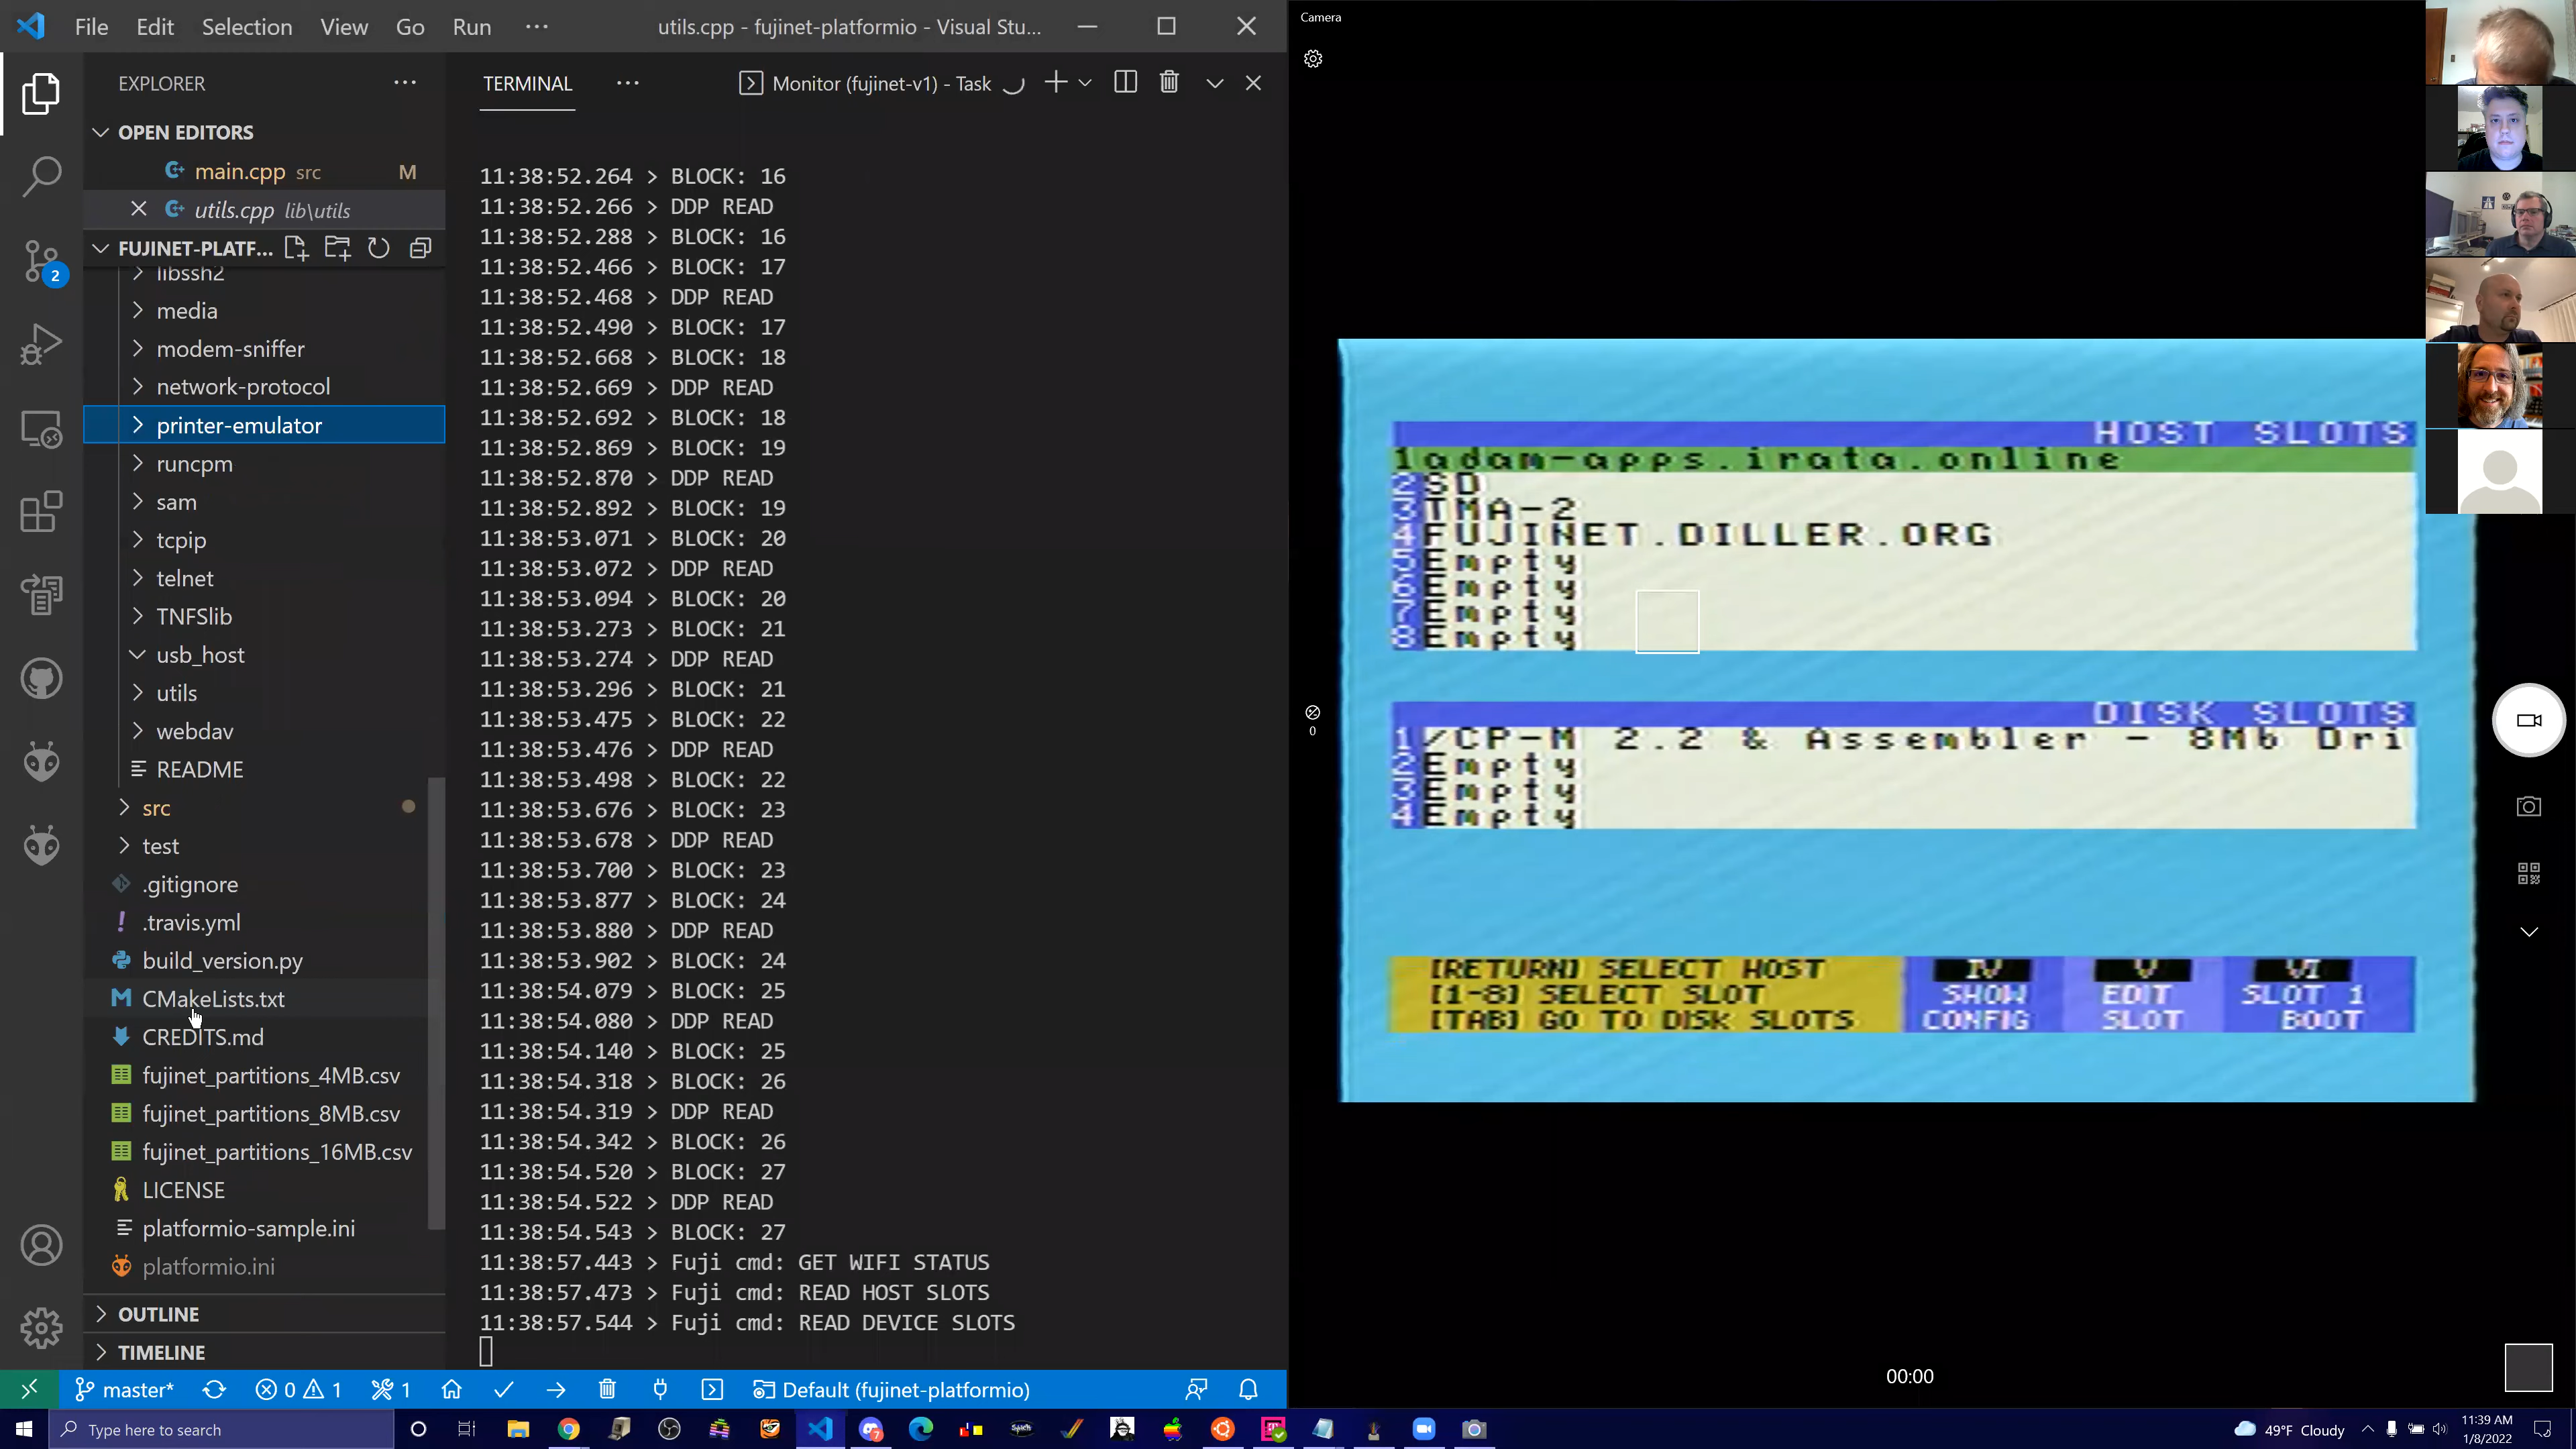 File Edit Selection View Go Run ··· utils.cpp - fujinet-platformio - Visual Stu...
EXPLORER
OPEN EDITORS
main.cpp src M
utils.cpp lib\utils
FUJINET-PLATF...
2
libssh2
media
modem-sniffer
network-protocol
printer-emulator
runcpm
sam
tcpip
telnet
TNFSlib
usb_host
utils
webdav
README
src
test
.gitignore
.travis.yml
build_version.py
CMakeLists.txt
CREDITS.md
fujinet_partitions_4MB.csv
fujinet_partitions_8MB.csv
fujinet_partitions_16MB.csv
LICENSE
platformio-sample.ini
platformio.ini
OUTLINE
TIMELINE
TERMINAL ··· Monitor (fujinet-v1) - Task
11:38:52.264 > BLOCK: 16
11:38:52.266 > DDP READ
11:38:52.288 > BLOCK: 16
11:38:52.466 > BLOCK: 17
11:38:52.468 > DDP READ
11:38:52.490 > BLOCK: 17
11:38:52.668 > BLOCK: 18
11:38:52.669 > DDP READ
11:38:52.692 > BLOCK: 18
11:38:52.869 > BLOCK: 19
11:38:52.870 > DDP READ
11:38:52.892 > BLOCK: 19
11:38:53.071 > BLOCK: 20
11:38:53.072 > DDP READ
11:38:53.094 > BLOCK: 20
11:38:53.273 > BLOCK: 21
11:38:53.274 > DDP READ
11:38:53.296 > BLOCK: 21
11:38:53.475 > BLOCK: 22
11:38:53.476 > DDP READ
11:38:53.498 > BLOCK: 22
11:38:53.676 > BLOCK: 23
11:38:53.678 > DDP READ
11:38:53.700 > BLOCK: 23
11:38:53.877 > BLOCK: 24
11:38:53.880 > DDP READ
11:38:53.902 > BLOCK: 24
11:38:54.079 > BLOCK: 25
11:38:54.080 > DDP READ
11:38:54.140 > BLOCK: 25
11:38:54.318 > BLOCK: 26
11:38:54.319 > DDP READ
11:38:54.342 > BLOCK: 26
11:38:54.520 > BLOCK: 27
11:38:54.522 > DDP READ
11:38:54.543 > BLOCK: 27
11:38:57.443 > Fuji cmd: GET WIFI STATUS
11:38:57.473 > Fuji cmd: READ HOST SLOTS
11:38:57.544 > Fuji cmd: READ DEVICE SLOTS
master* 0 1 1 Default (fujinet-platformio)
Camera
0
HOST SLOTS
1adam-apps.irata.online
2SD
3TMA-2
4FUJINET.DILLER.ORG
5Empty
6Empty
7Empty
8Empty
DISK SLOTS
1/CP-M 2.2 & Assembler - 8Mb Dri
2Empty
3Empty
4Empty
[RETURN] SELECT HOST
[1-8] SELECT SLOT
[TAB] GO TO DISK SLOTS
IV
SHOW
CONFIG
V
EDIT
SLOT
VI
SLOT 1
BOOT
00:00
Type here to search
49°F Cloudy
11:39 AM
1/8/2022